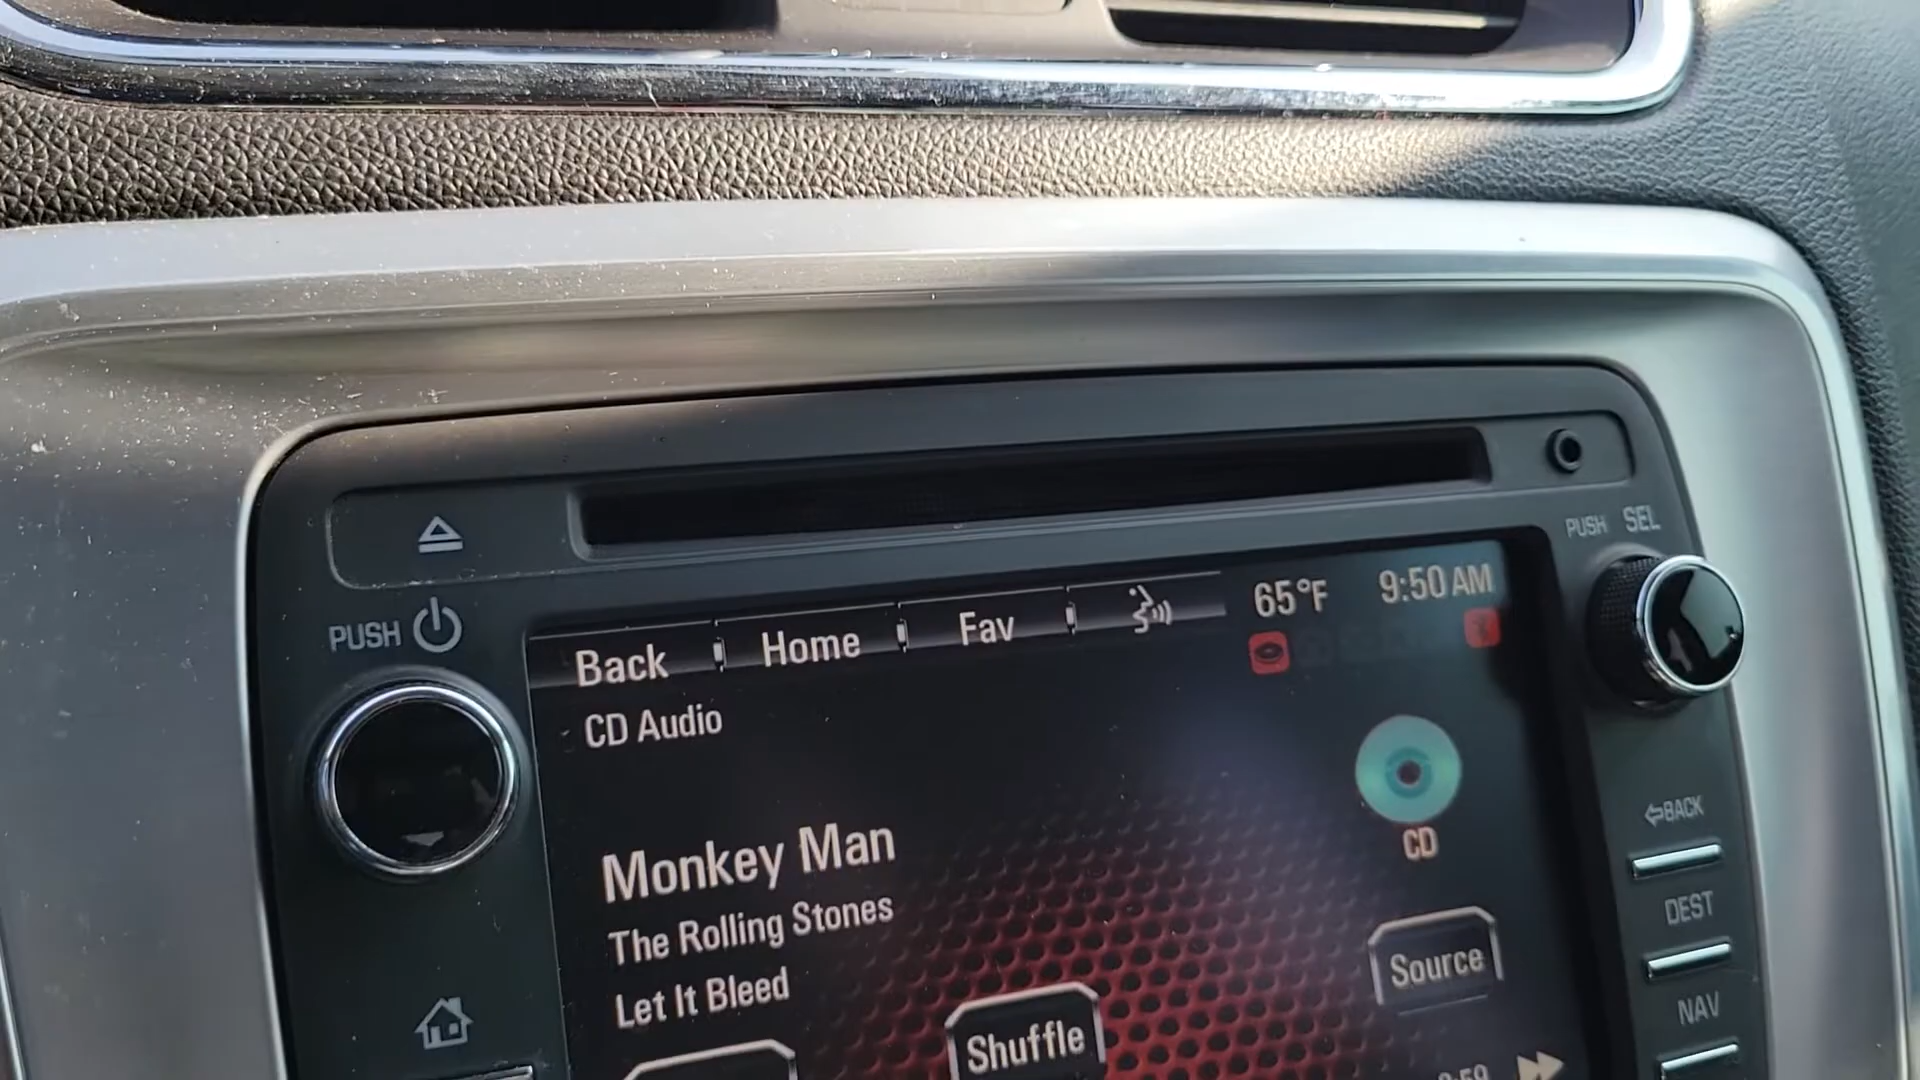 PUSH SEL
PUSH
65°F 9:50 AM
Back Home Fav
CD Audio
CD
BACK
Monkey Man
The Rolling Stones
Let It Bleed
DEST
Source
NAV
Shuffle